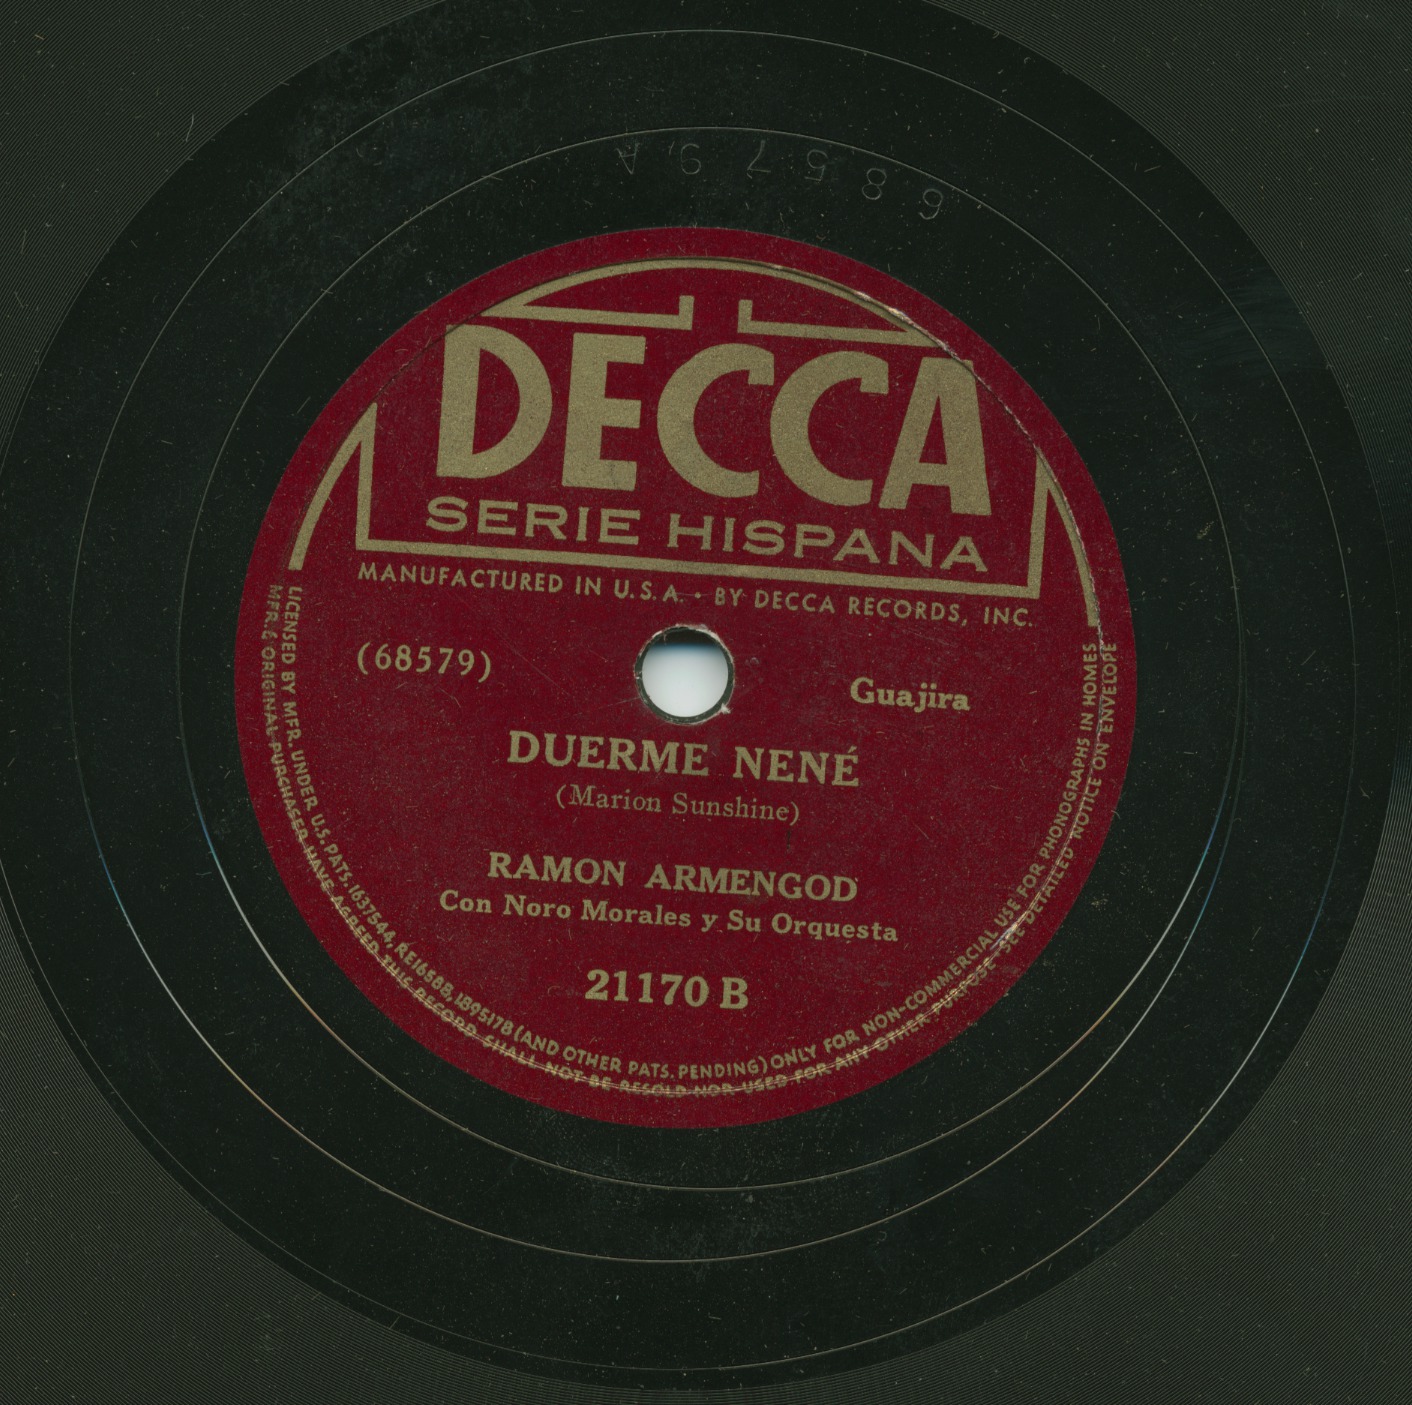 68579A
DECCA
SERIE HISPANA
MANUFACTURED IN U.S.A. • BY DECCA RECORDS, INC.
(68579)
Guajira
DUERME NENÉ
(Marion Sunshine)
RAMON ARMENGOD
Con Noro Morales y Su Orquesta
21170 B
LICENSED BY MFR. UNDER U.S. PATS. 1637544, RE16588, 1895178 (AND OTHER PATS. PENDING) ONLY FOR NON-COMMERCIAL USE FOR PHONOGRAPHS IN HOMES
MFR. & ORIGINAL PURCHASER HAVE AGREED THIS RECORD SHALL NOT BE RESOLD NOR USED FOR ANY OTHER PURPOSE. SEE DETAILED NOTICE ON ENVELOPE